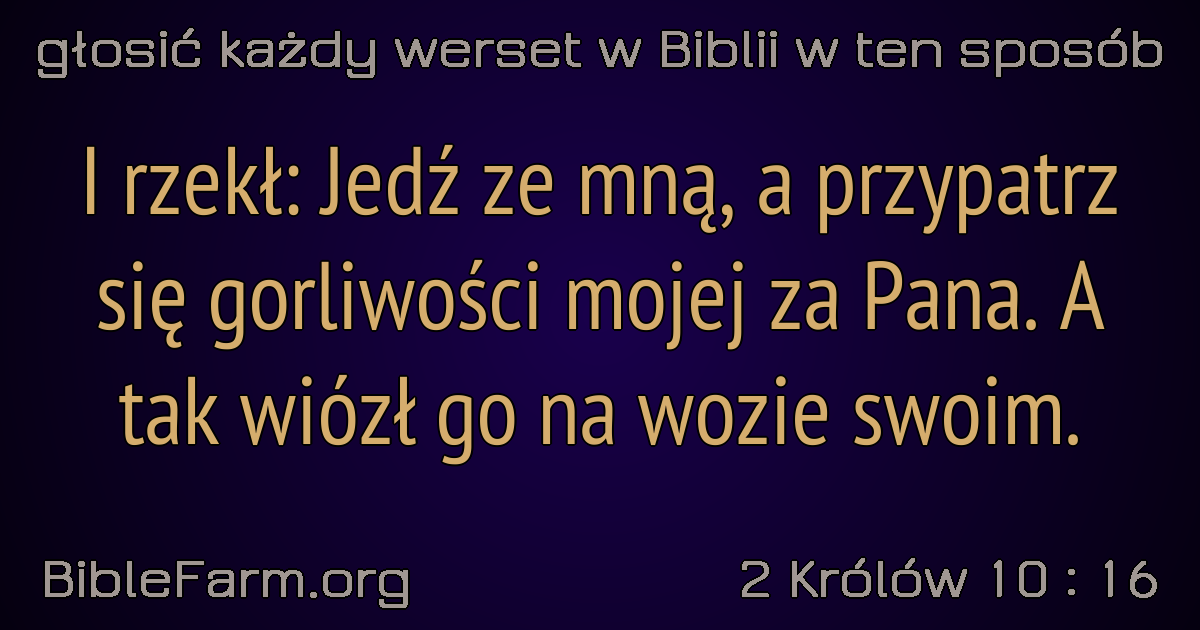 głosić każdy werset w Biblii w ten sposób
I rzekł: Jedź ze mną, a przypatrz
się gorliwości mojej za Pana. A
tak wiózł go na wozie swoim.
BibleFarm.org
2 Królów 10 : 16